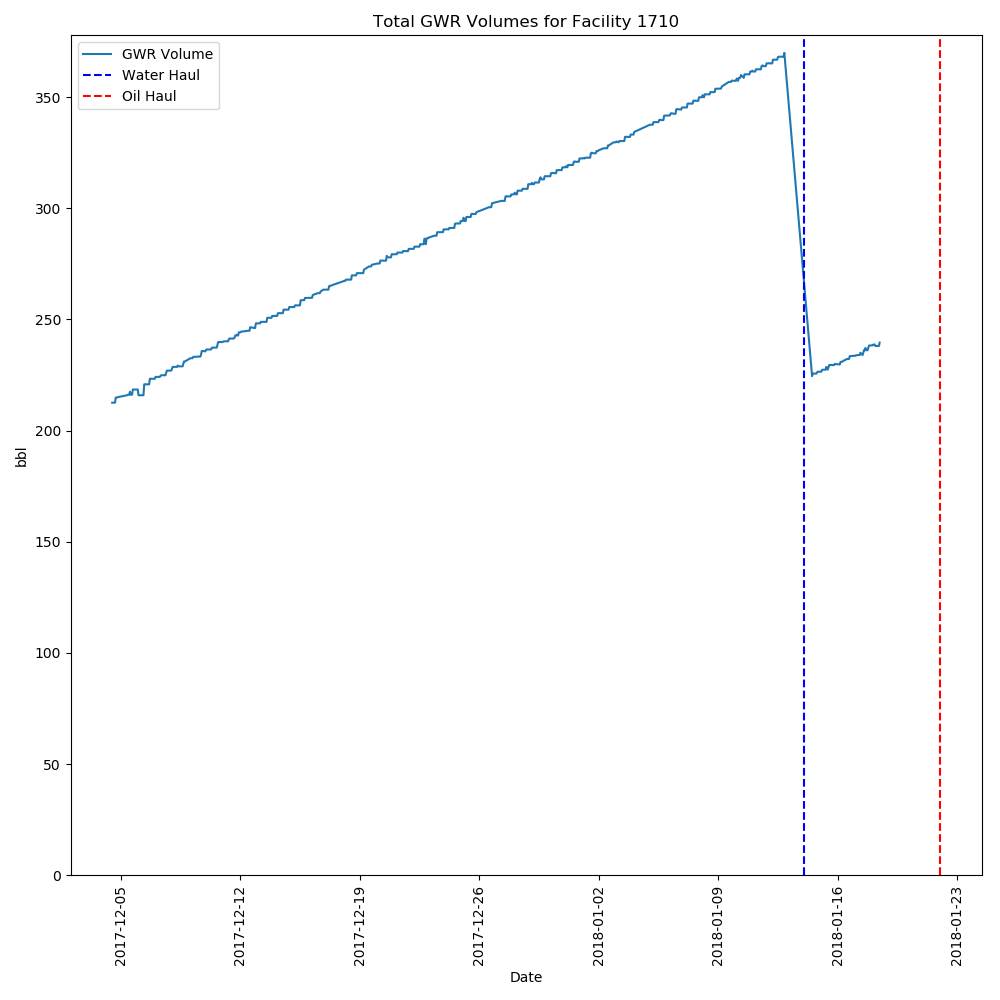 Total GWR Volumes for Facility 1710
GWR Volume
Water Haul
Oil Haul
350
300
250
200
150
100
50
0
bbl
2017-12-05
2017-12-12
2017-12-19
2017-12-26
2018-01-02
2018-01-09
2018-01-16
2018-01-23
Date